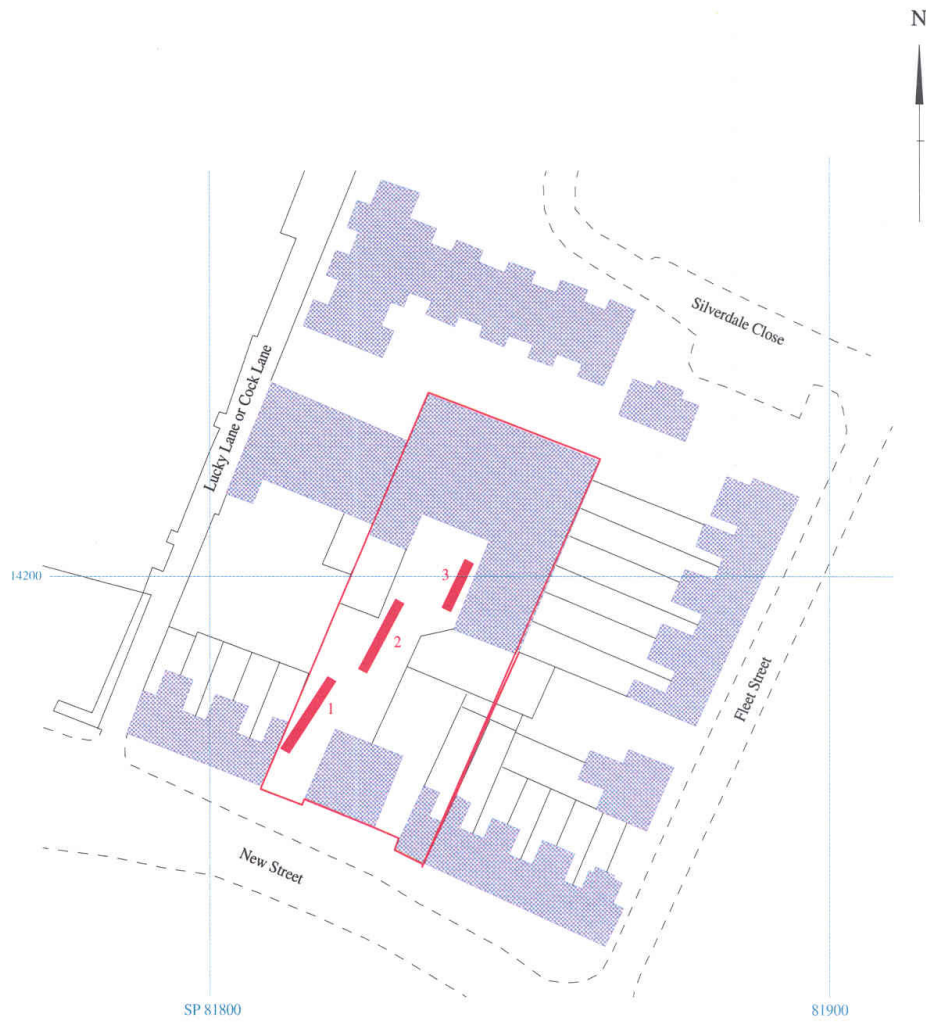 N
Silverdale Close
Lucky Lane or Cock Lane
14200
3
2
1
Fleet Street
New Street
SP 81800
81900